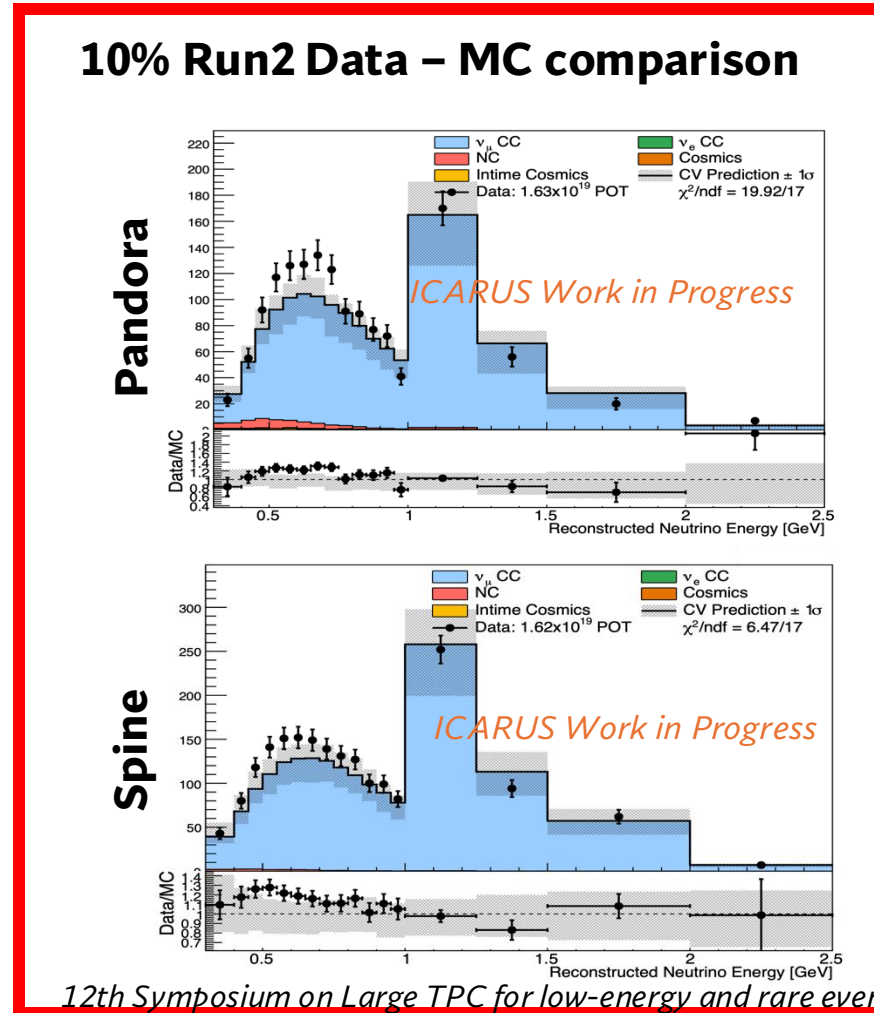 10% Run2 Data – MC comparison
Pandora
220
200
180
160
140
120
100
80
60
40
20
ν_μ CC
NC
Intime Cosmics
Data: 1.63x10^19 POT
ν_e CC
Cosmics
CV Prediction ± 1σ
χ²/ndf = 19.92/17
ICARUS Work in Progress
Data/MC
2
1.8
1.6
1.4
1.2
1
0.8
0.6
0.4
0.5 1 1.5 2 2.5
Reconstructed Neutrino Energy [GeV]
Spine
300
250
200
150
100
50
ν_μ CC
NC
Intime Cosmics
Data: 1.62x10^19 POT
ν_e CC
Cosmics
CV Prediction ± 1σ
χ²/ndf = 6.47/17
ICARUS Work in Progress
Data/MC
1.4
1.3
1.2
1.1
1
0.9
0.8
0.7
0.5 1 1.5 2 2.5
Reconstructed Neutrino Energy [GeV]
12th Symposium on Large TPC for low-energy and rare even